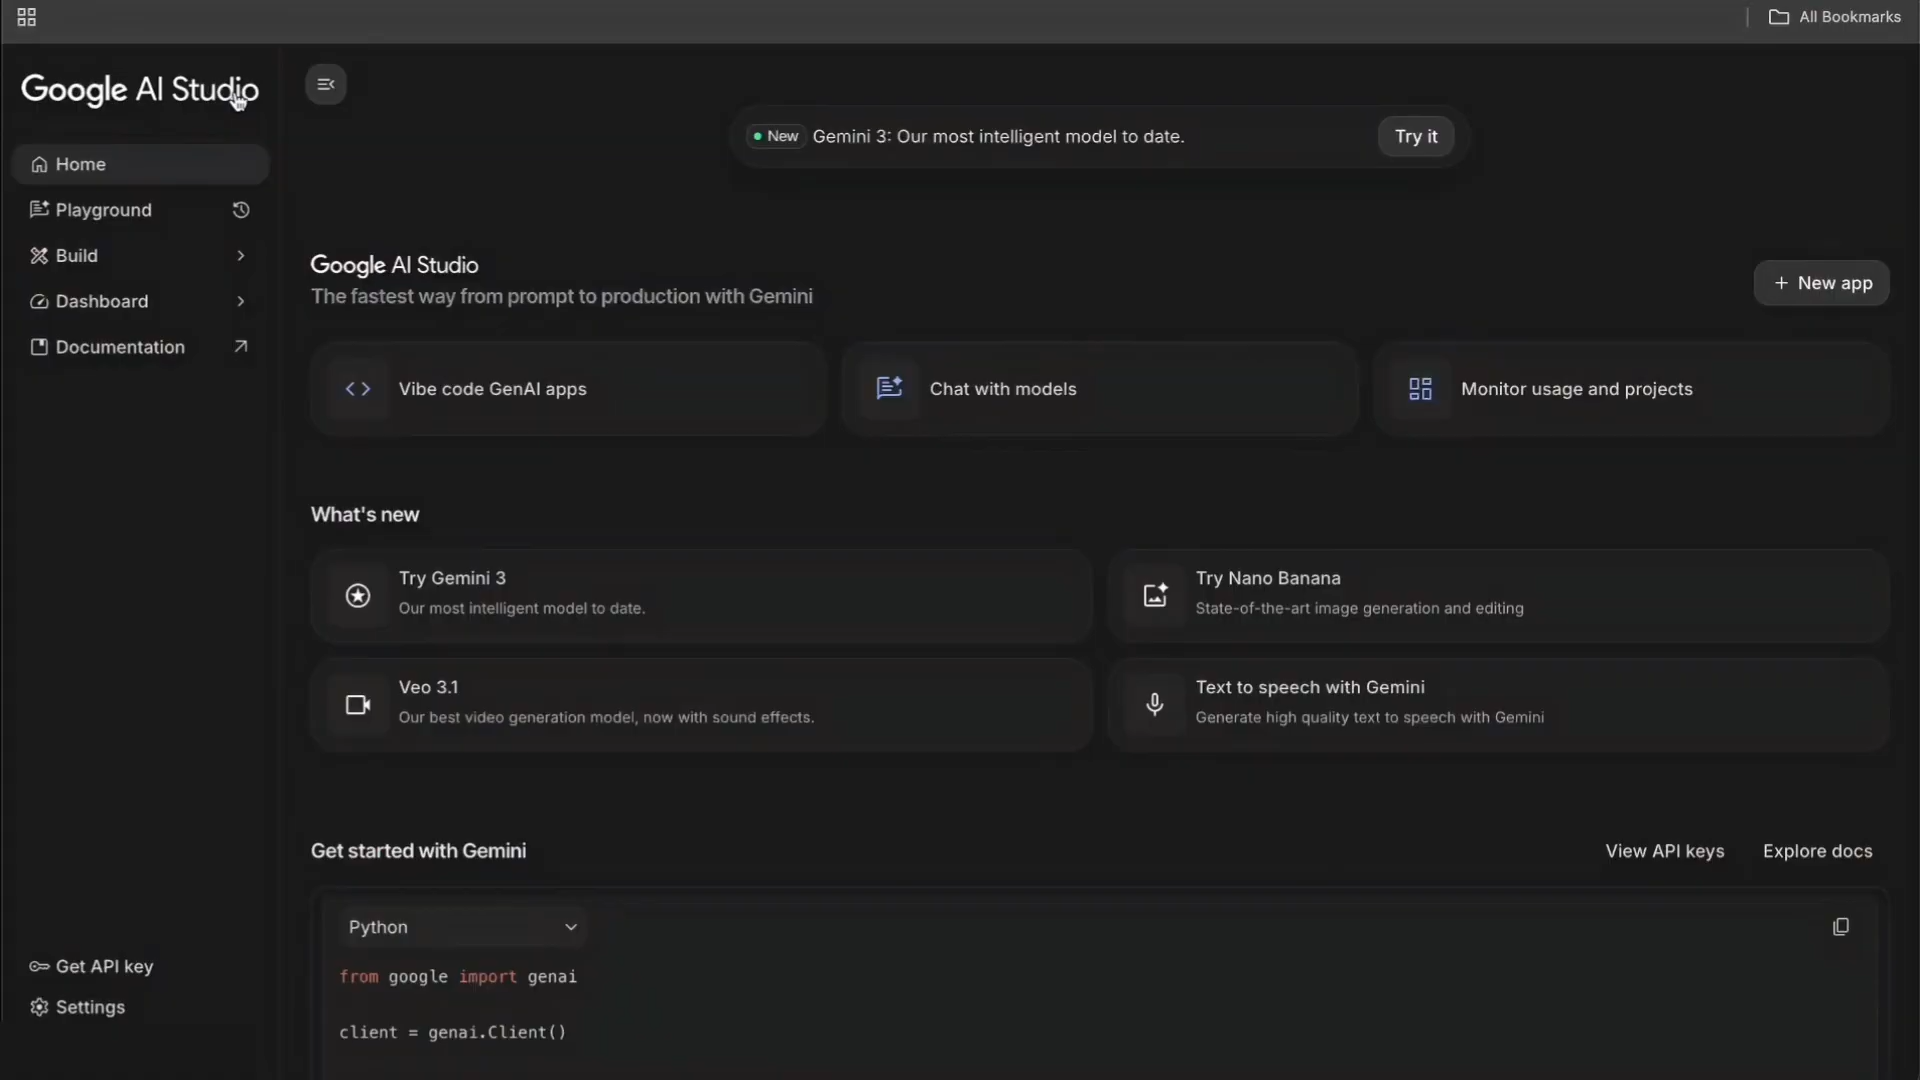 All Bookmarks
Google AI Studio
Home
Playground
Build
Dashboard
Documentation
Get API key
Settings
New
Gemini 3: Our most intelligent model to date.
Try it
Google AI Studio
The fastest way from prompt to production with Gemini
+ New app
<> Vibe code GenAI apps
Chat with models
Monitor usage and projects
What's new
Try Gemini 3
Our most intelligent model to date.
Try Nano Banana
State-of-the-art image generation and editing
Veo 3.1
Our best video generation model, now with sound effects.
Text to speech with Gemini
Generate high quality text to speech with Gemini
Get started with Gemini
View API keys
Explore docs
Python
from google import genai
client = genai.Client()